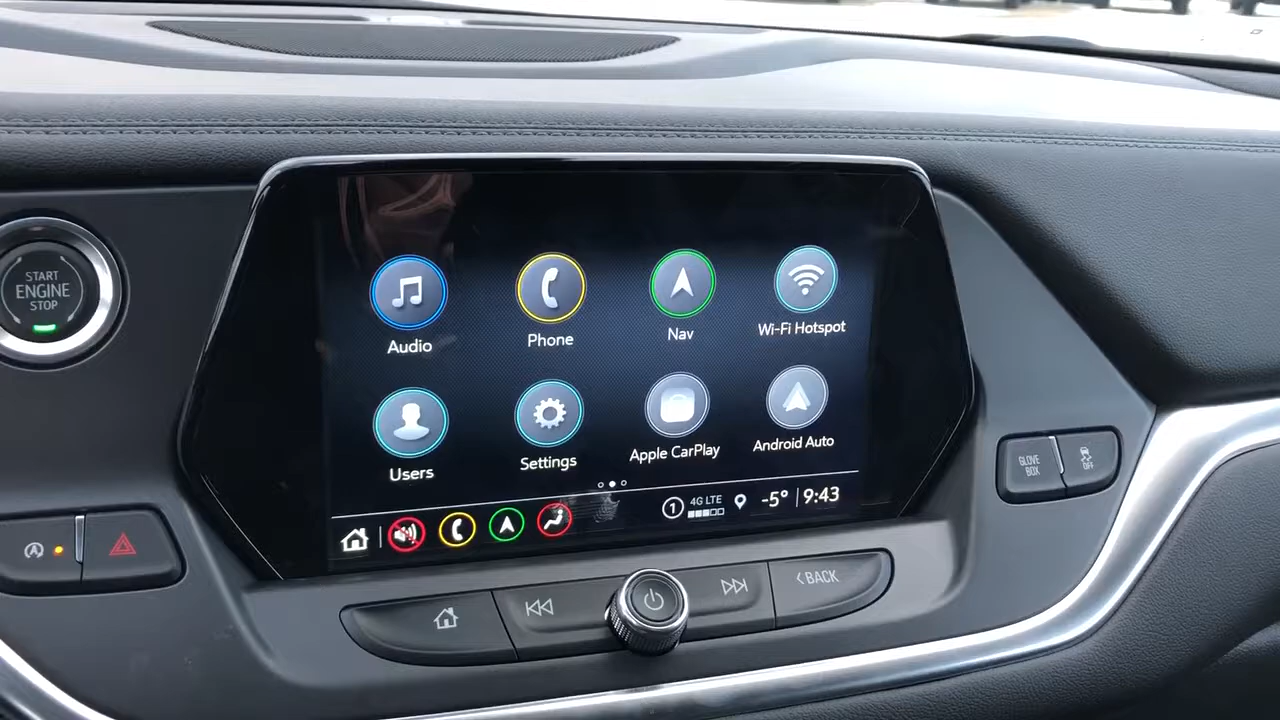 START
ENGINE
STOP
Audio
Phone
Nav
Wi-Fi Hotspot
Users
Settings
Apple CarPlay
Android Auto
1
4G LTE
-5°
9:43
GLOVE
BOX
OFF
A
BACK